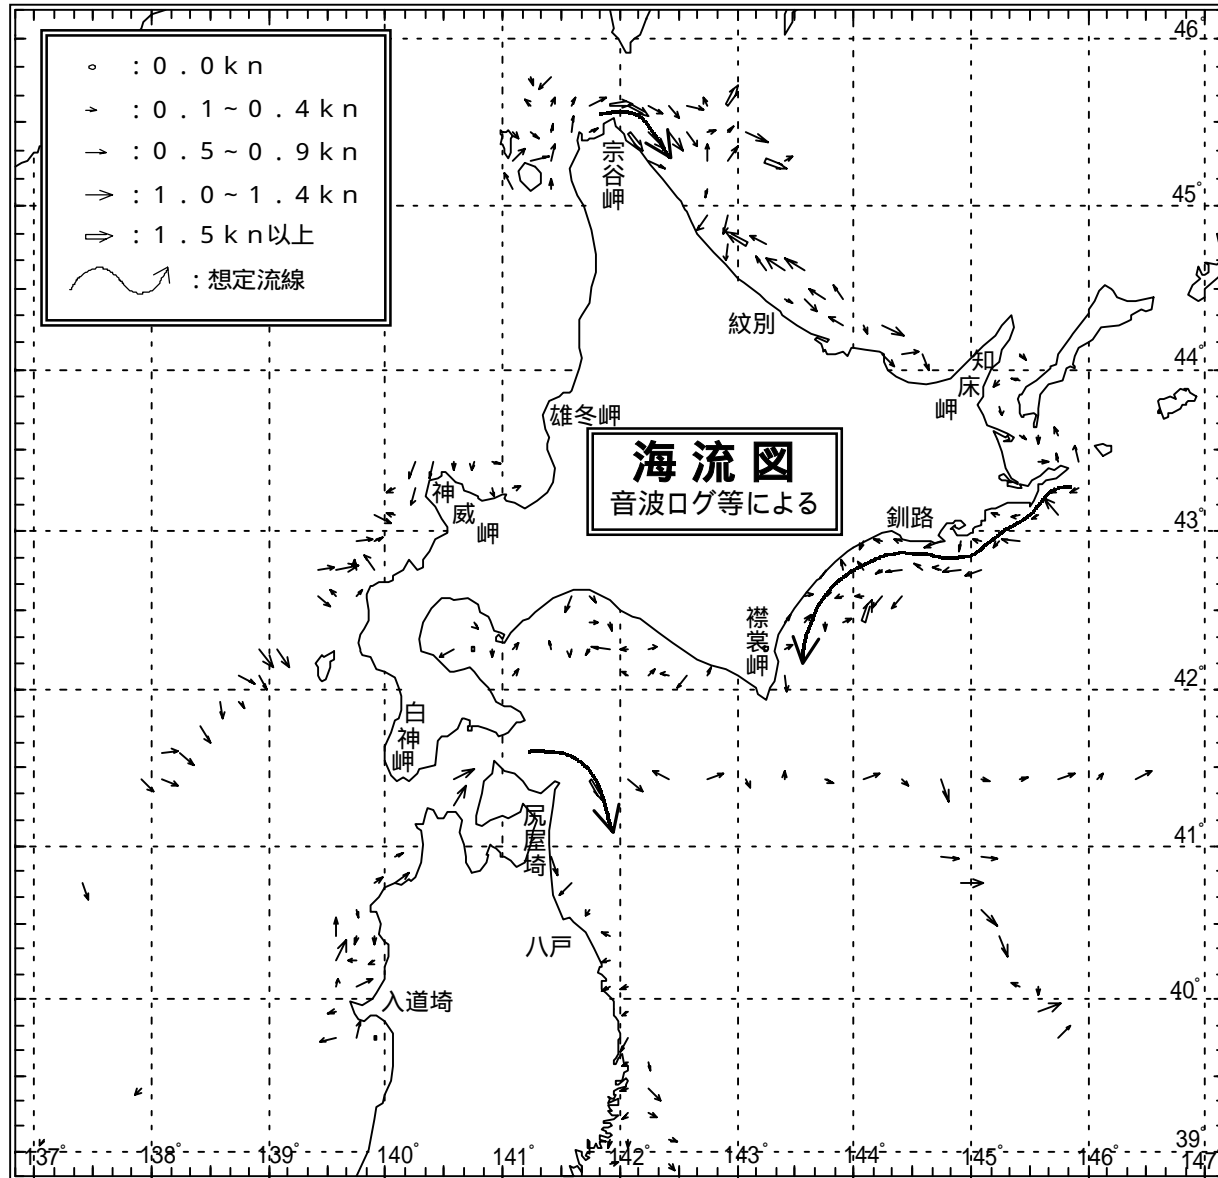 :0.0kn
:0.1~0.4kn
:0.5~0.9kn
:1.0~1.4kn
:1.5kn以上
:想定流線
46°
宗谷岬
45°
紋別
44°
知床岬
雄冬岬
海流図
音波ログ等による
神威岬
釧路
43°
襟裳岬
42°
白神岬
尻屋埼
41°
八戸
入道埼
40°
39°
137°
138°
139°
140°
141°
142°
143°
144°
145°
146°
147°